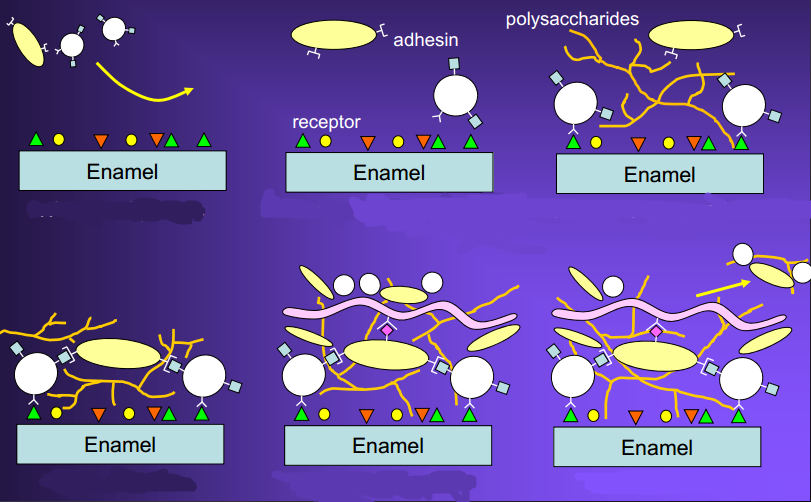 polysaccharides
adhesin
receptor
Enamel
Enamel
Enamel
Enamel
Enamel
Enamel